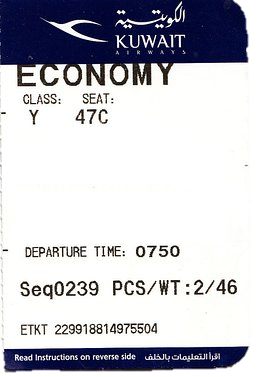 الكويتية
KUWAIT
AIRWAYS
ECONOMY
CLASS: SEAT:
Y 47C
DEPARTURE TIME: 0750
Seq0239 PCS/WT:2/46
ETKT 229918814975504
Read Instructions on reverse side اقرأ التعليمات بالخلف